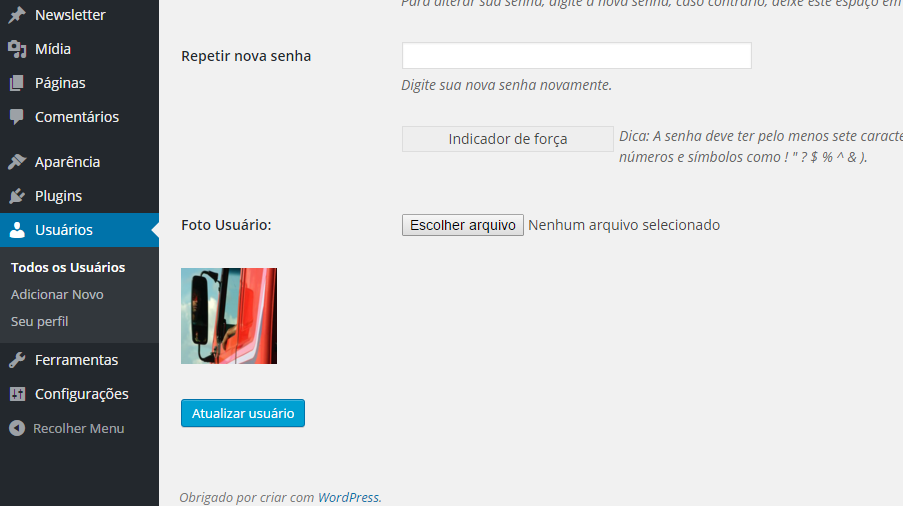 Newsletter
Mídia
Páginas
Comentários
Aparência
Plugins
Usuários
Todos os Usuários
Adicionar Novo
Seu perfil
Ferramentas
Configurações
Recolher Menu
Para alterar sua senha, digite a nova senha, caso contrário, deixe este espaço em
Repetir nova senha
Digite sua nova senha novamente.
Indicador de força
Dica: A senha deve ter pelo menos sete caracte
números e símbolos como ! " ? $ % ^ & ).
Foto Usuário:
Escolher arquivo Nenhum arquivo selecionado
Atualizar usuário
Obrigado por criar com WordPress.